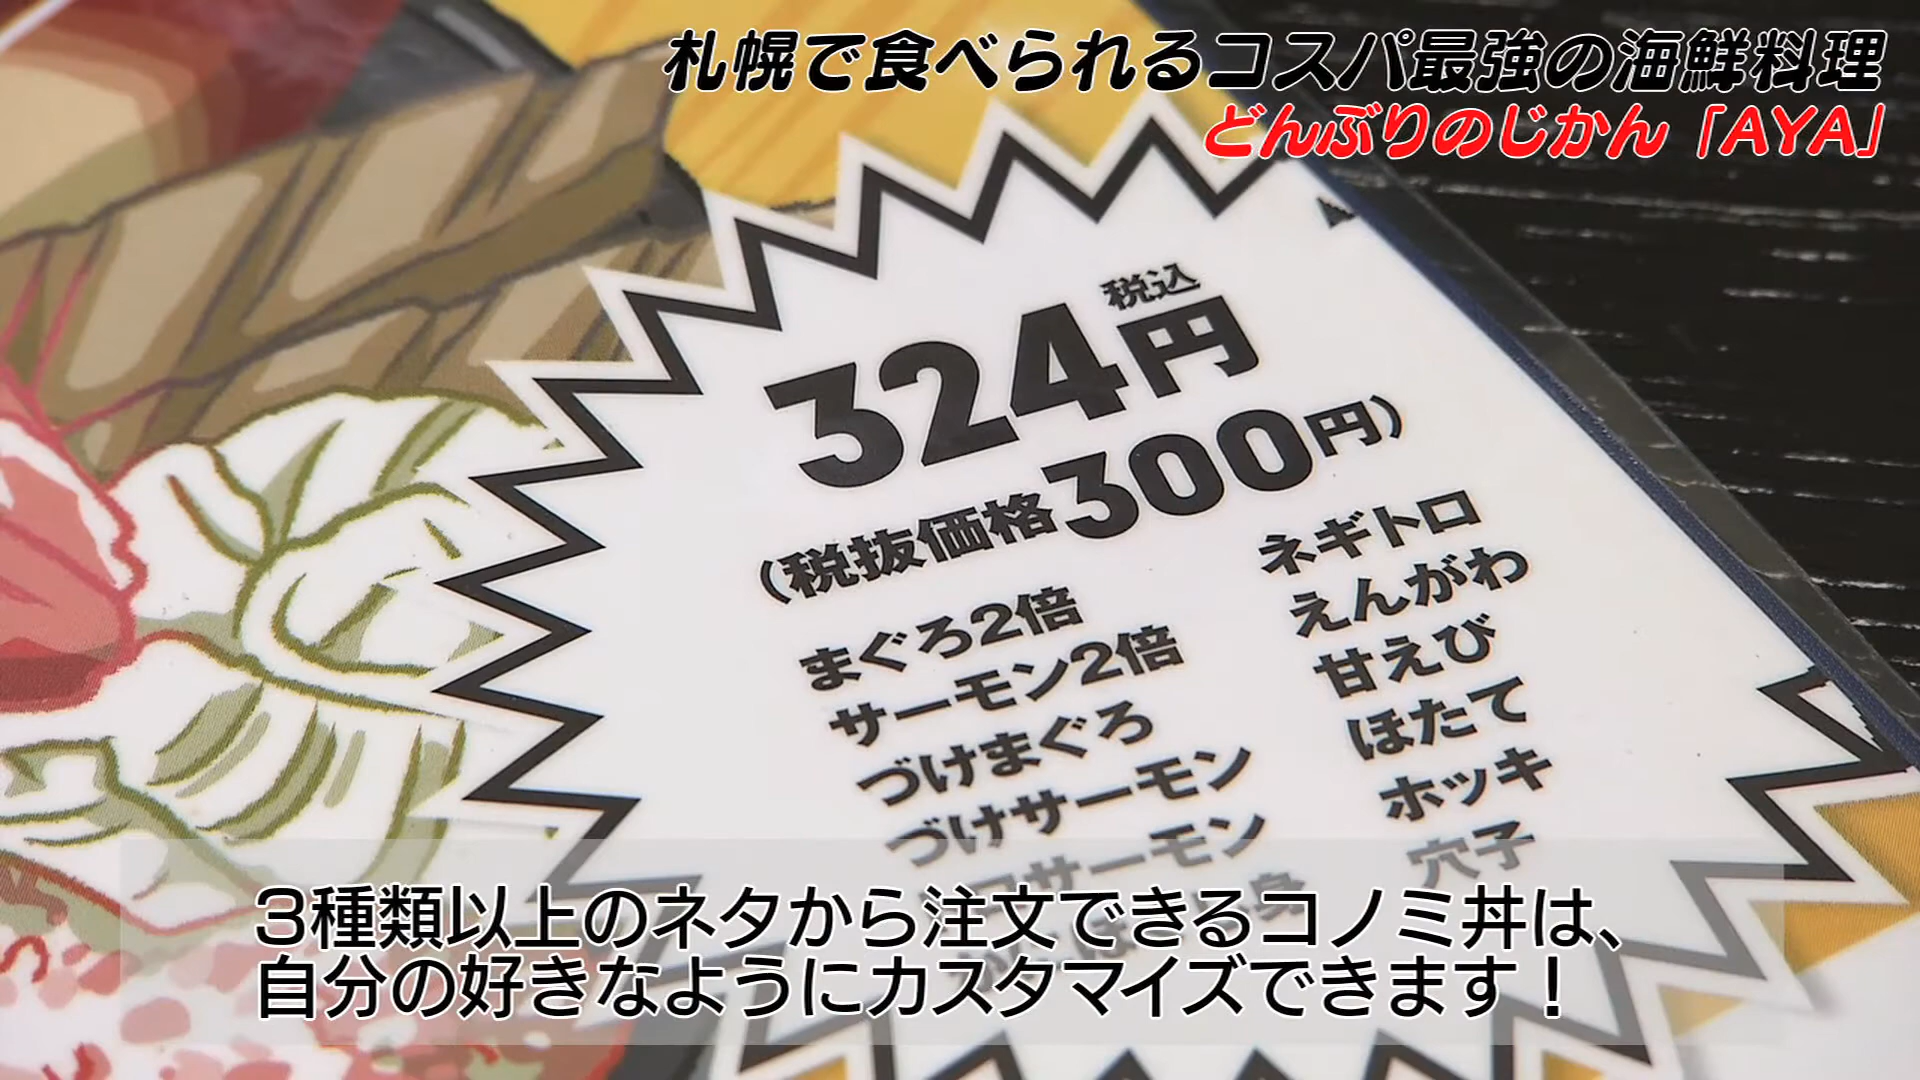 札幌で食べられるコスパ最強の海鮮料理
どんぶりのじかん「AYA」
税込
324円
(税抜価格300円)
まぐろ2倍
サーモン2倍
づけまぐろ
づけサーモン
サーモン
ネギトロ
えんがわ
甘えび
ほたて
ホッキ
穴子
3種類以上のネタから注文できるコノミ丼は、
自分の好きなようにカスタマイズできます!